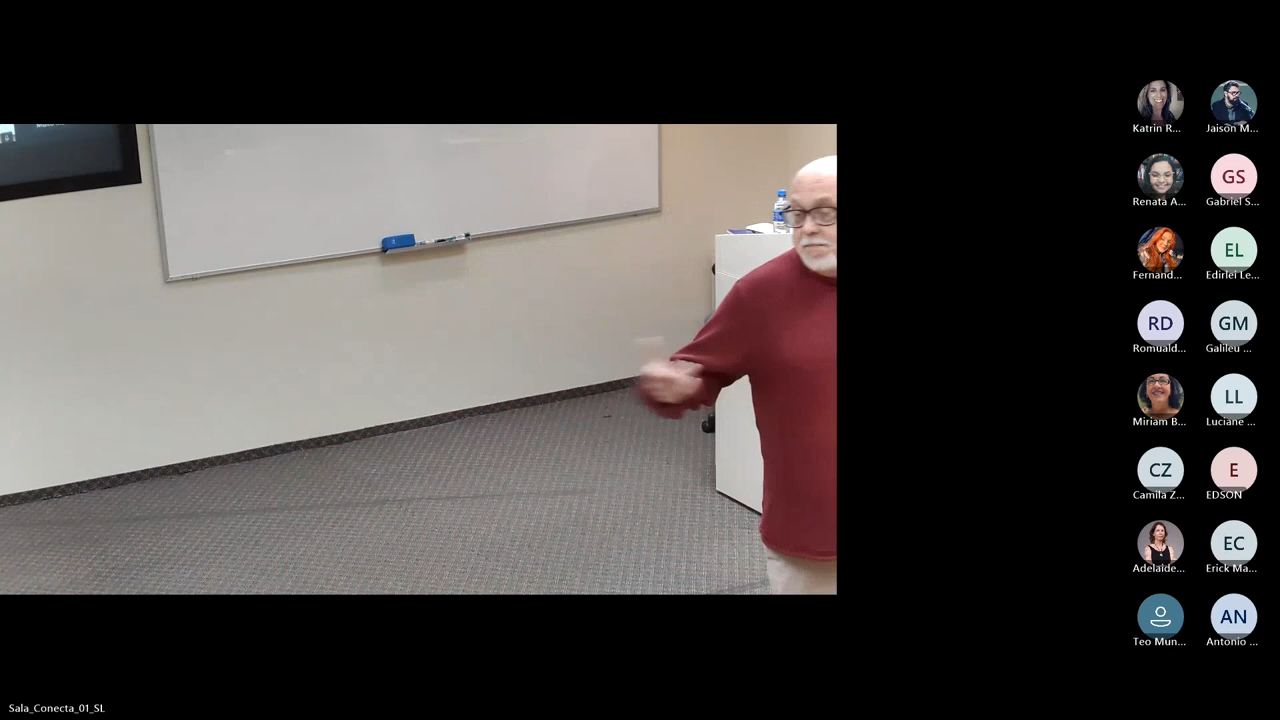 Katrin R...
Jaison M...
Renata A...
GS
Gabriel S...
Fernand...
EL
Edirlei Le...
RD
Romuald...
GM
Galileu ...
Miriam B...
LL
Luciane ...
CZ
Camila Z...
E
EDSON
Adelaide...
EC
Erick Ma...
Teo Mun...
AN
Antonio ...
Sala_Conecta_01_SL